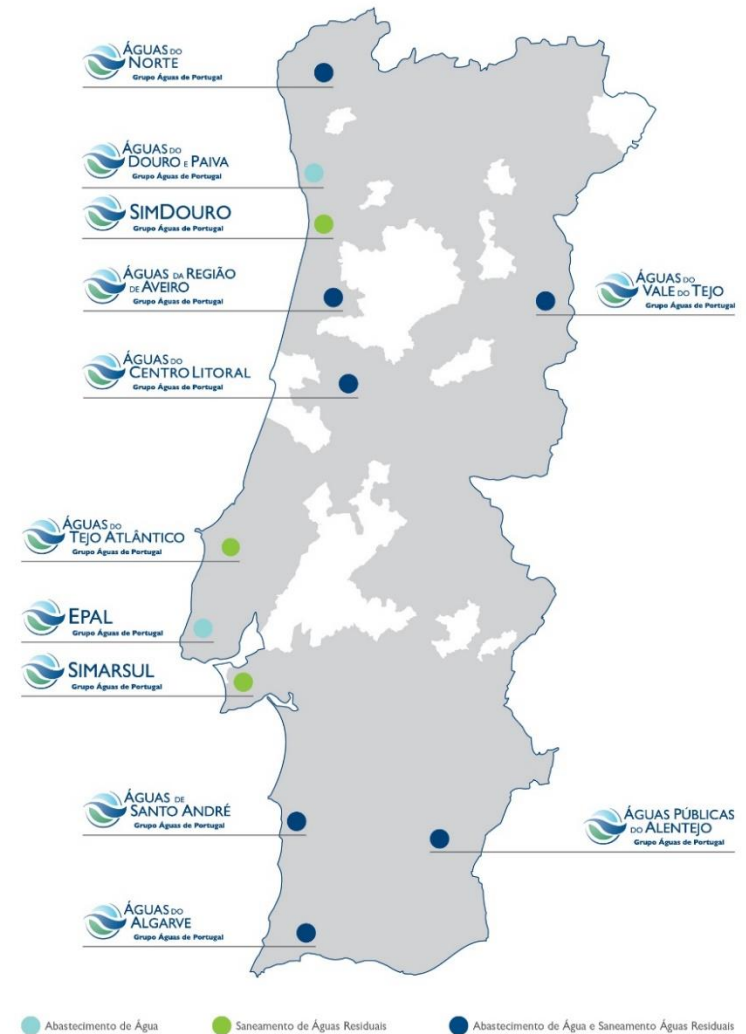 ÁGUAS DO
NORTE
Grupo Águas de Portugal
ÁGUAS DO
DOURO E PAIVA
Grupo Águas de Portugal
SIMDOURO
Grupo Águas de Portugal
ÁGUAS DA REGIÃO
DE AVEIRO
Grupo Águas de Portugal
ÁGUAS DO
VALE DO TEJO
Grupo Águas de Portugal
ÁGUAS DO
CENTRO LITORAL
Grupo Águas de Portugal
ÁGUAS DO
TEJO ATLÂNTICO
Grupo Águas de Portugal
EPAL
Grupo Águas de Portugal
SIMARSUL
Grupo Águas de Portugal
ÁGUAS DE
SANTO ANDRÉ
Grupo Águas de Portugal
ÁGUAS PÚBLICAS
DO ALENTEJO
Grupo Águas de Portugal
ÁGUAS DO
ALGARVE
Grupo Águas de Portugal
Abastecimento de Água
Saneamento de Águas Residuais
Abastecimento de Água e Saneamento Águas Residuais